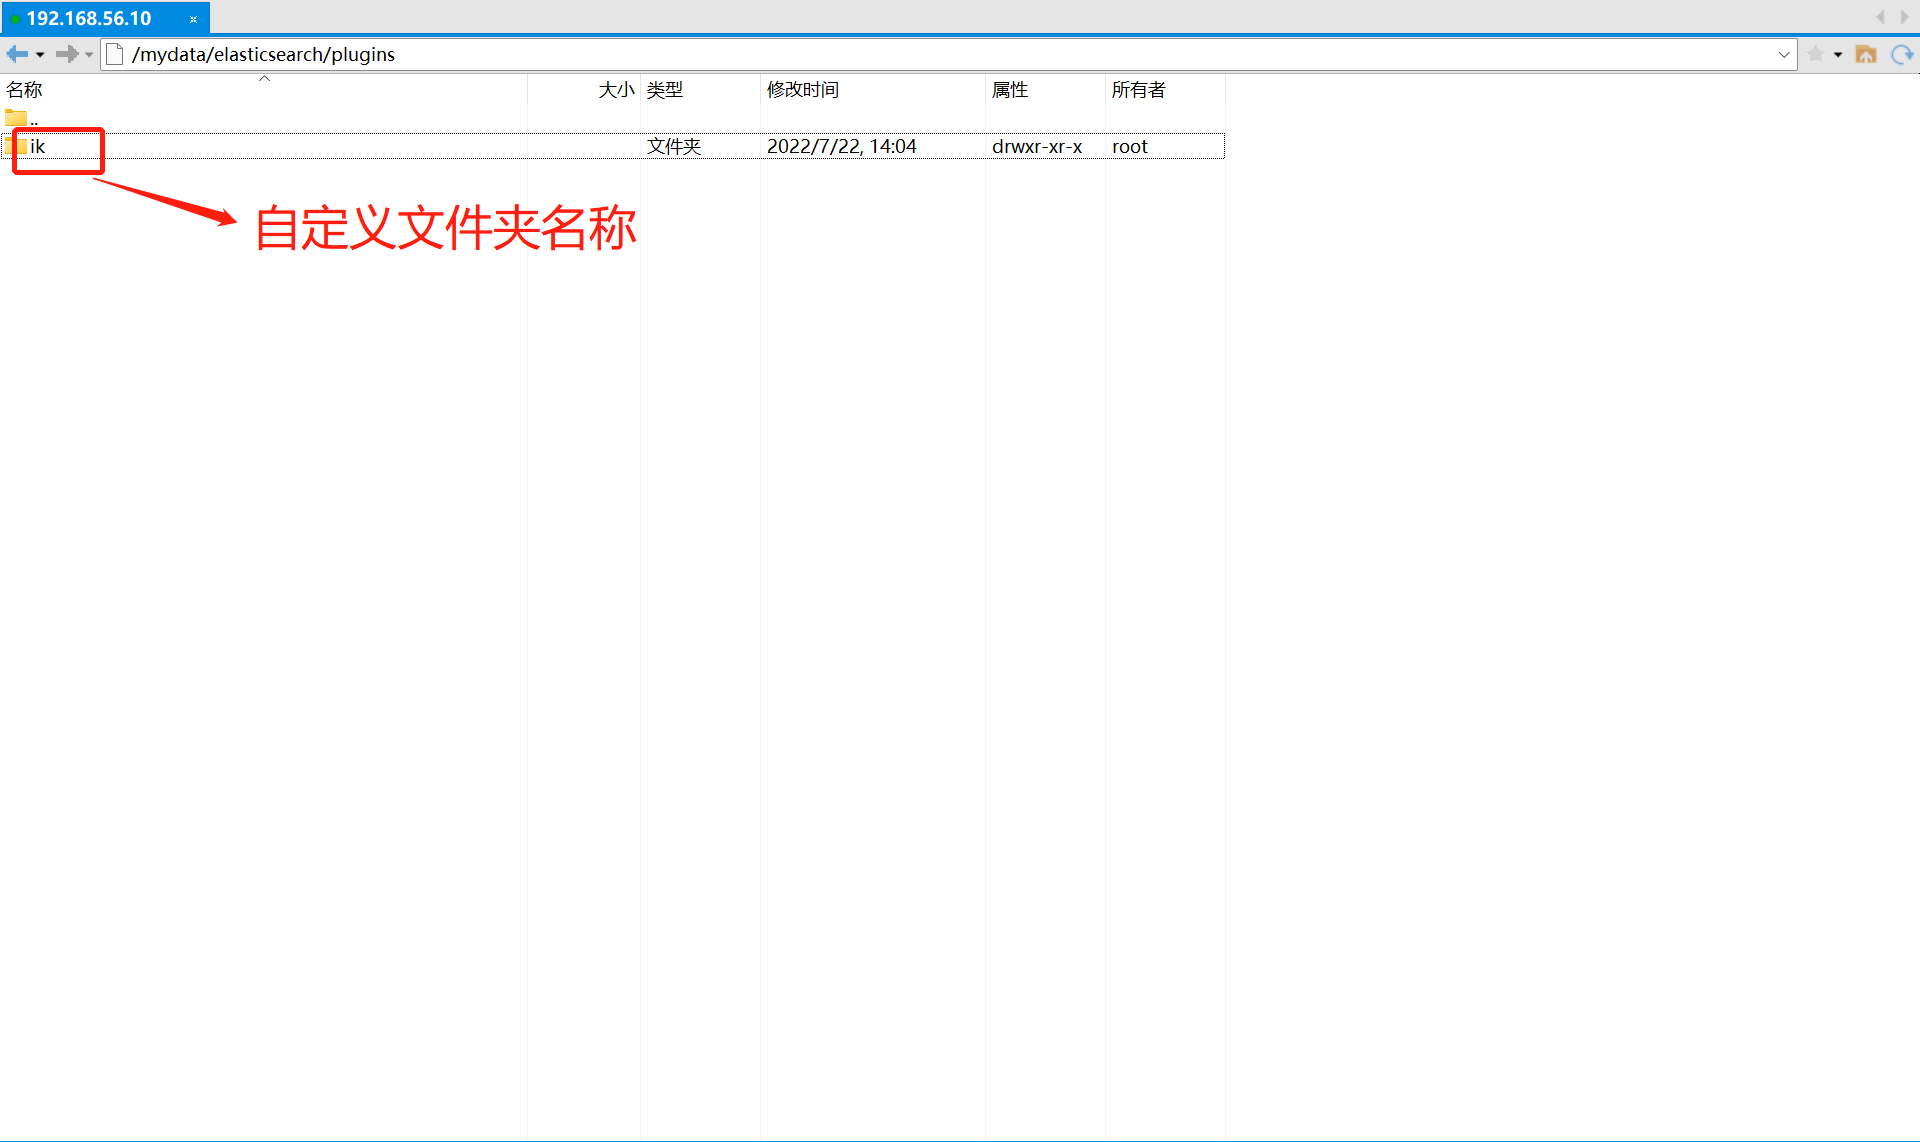 192.168.56.10
/mydata/elasticsearch/plugins
名称 大小 类型 修改时间 属性 所有者
..
ik 文件夹 2022/7/22, 14:04 drwxr-xr-x root
自定义文件夹名称